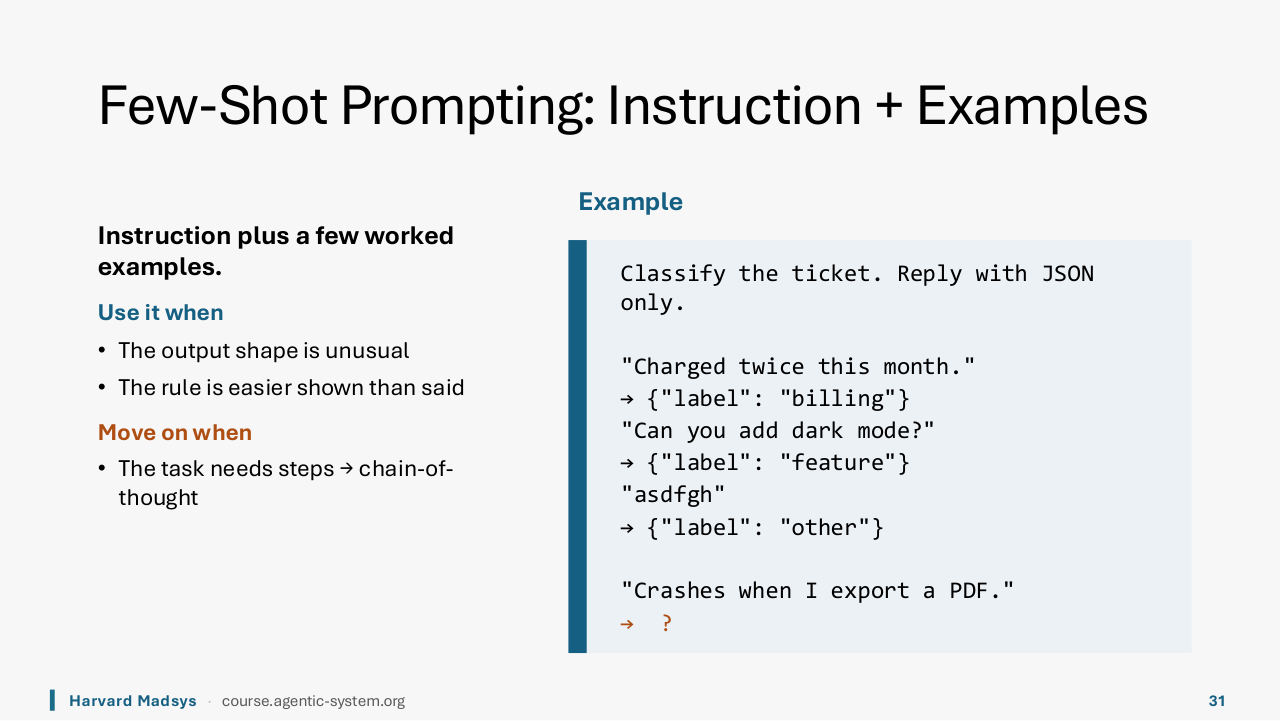 Few-Shot Prompting: Instruction + Examples
Instruction plus a few worked
examples.
Use it when
• The output shape is unusual
• The rule is easier shown than said
Move on when
• The task needs steps → chain-of-
thought
Example
Classify the ticket. Reply with JSON
only.
"Charged twice this month."
→ {"label": "billing"}
"Can you add dark mode?"
→ {"label": "feature"}
"asdfgh"
→ {"label": "other"}
"Crashes when I export a PDF."
→ ?
Harvard Madsys · course.agentic-system.org
31